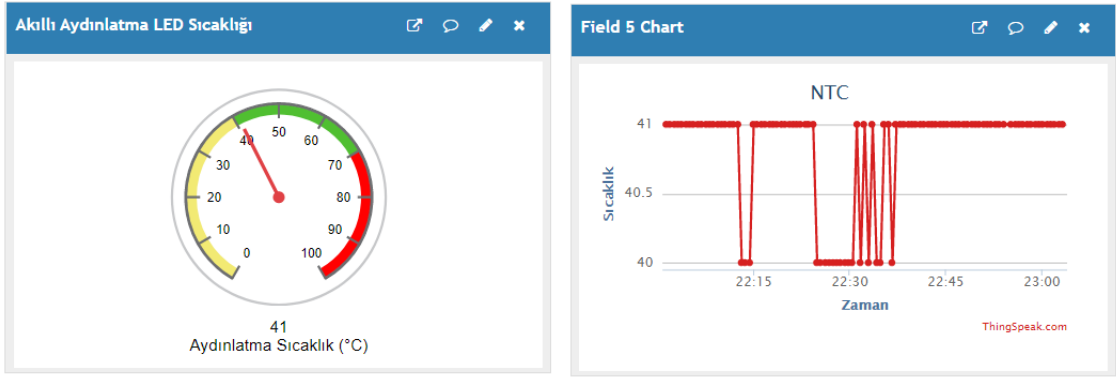 Akıllı Aydınlatma LED Sıcaklığı
0
10
20
30
40
50
60
70
80
90
100
41
Aydınlatma Sıcaklık (°C)
Field 5 Chart
NTC
Sıcaklık
41
40.5
40
22:15
22:30
22:45
23:00
Zaman
ThingSpeak.com